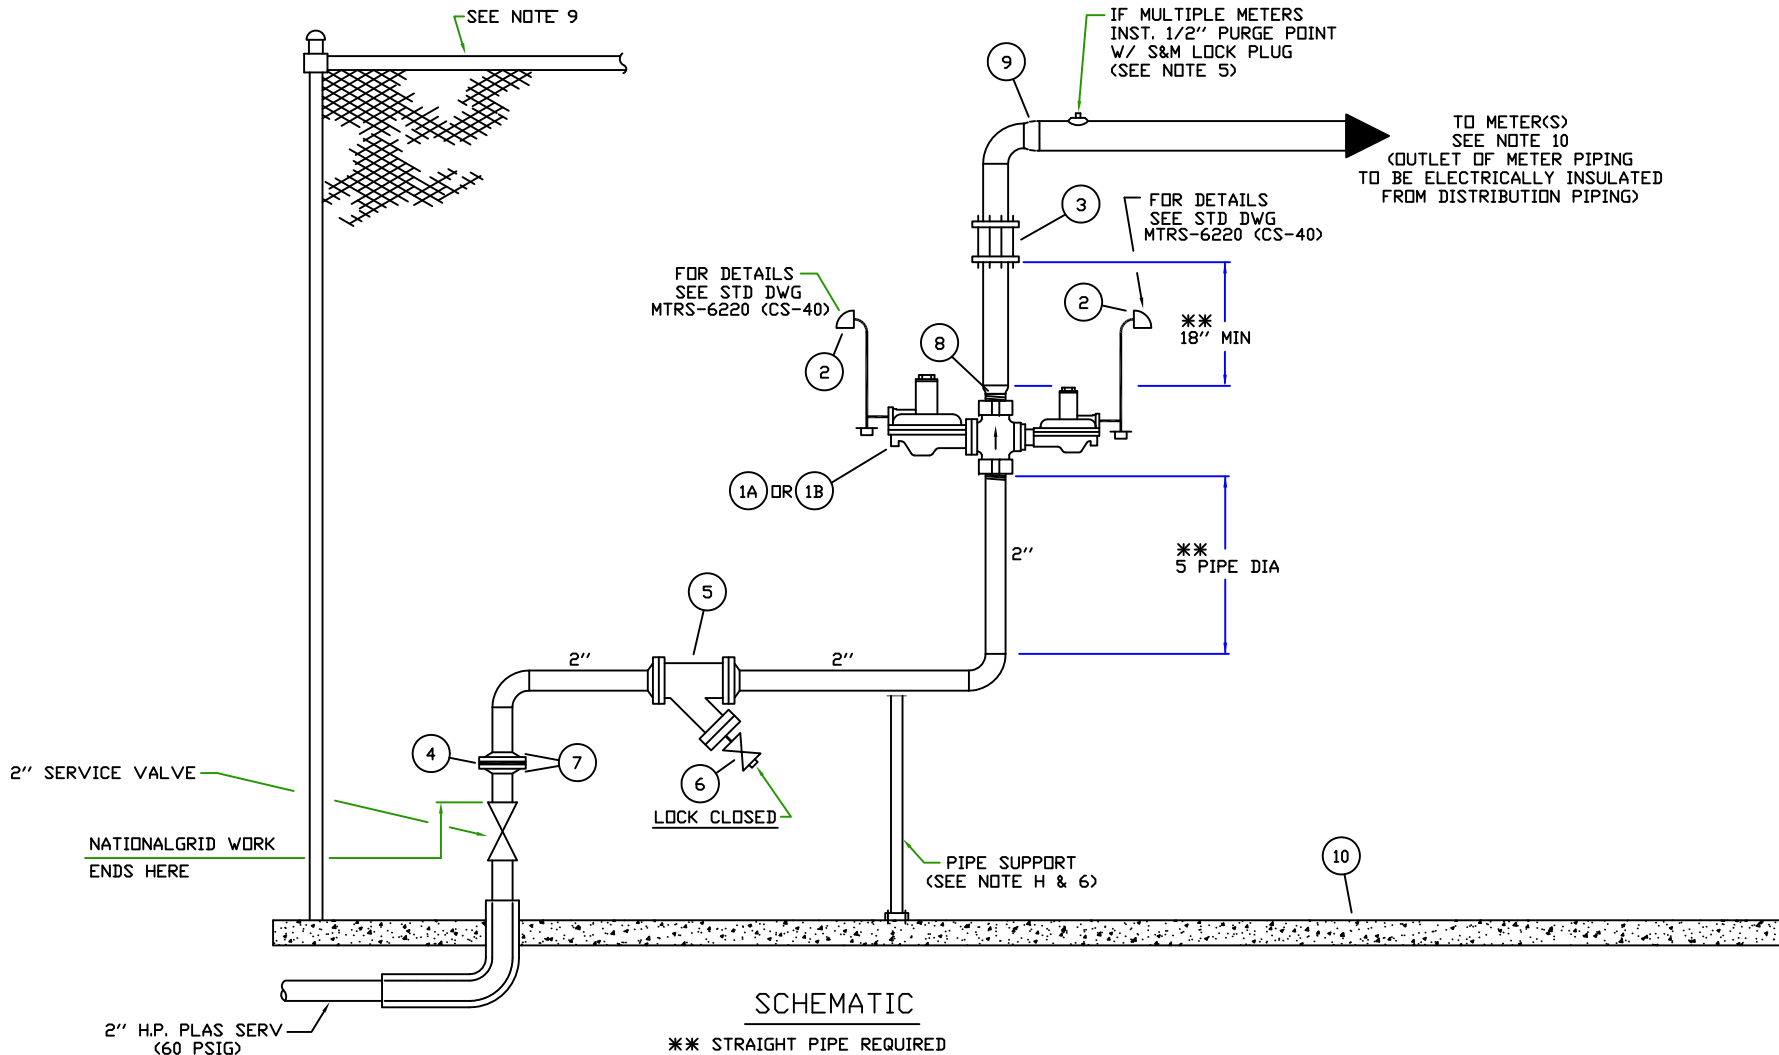 SEE NOTE 9
IF MULTIPLE METERS
INST. 1/2" PURGE POINT
W/ S&M LOCK PLUG
(SEE NOTE 5)
9
TO METER(S)
SEE NOTE 10
(OUTLET OF METER PIPING
TO BE ELECTRICALLY INSULATED
FROM DISTRIBUTION PIPING)
3
FOR DETAILS
SEE STD DWG
MTRS-6220 (CS-40)
FOR DETAILS
SEE STD DWG
MTRS-6220 (CS-40)
2
2
8
**
18" MIN
1A OR 1B
2"
**
5 PIPE DIA
5
2"
2"
4
7
6
2" SERVICE VALVE
LOCK CLOSED
NATIONALGRID WORK
ENDS HERE
PIPE SUPPORT
(SEE NOTE H & 6)
10
2" H.P. PLAS SERV
(60 PSIG)
SCHEMATIC
** STRAIGHT PIPE REQUIRED